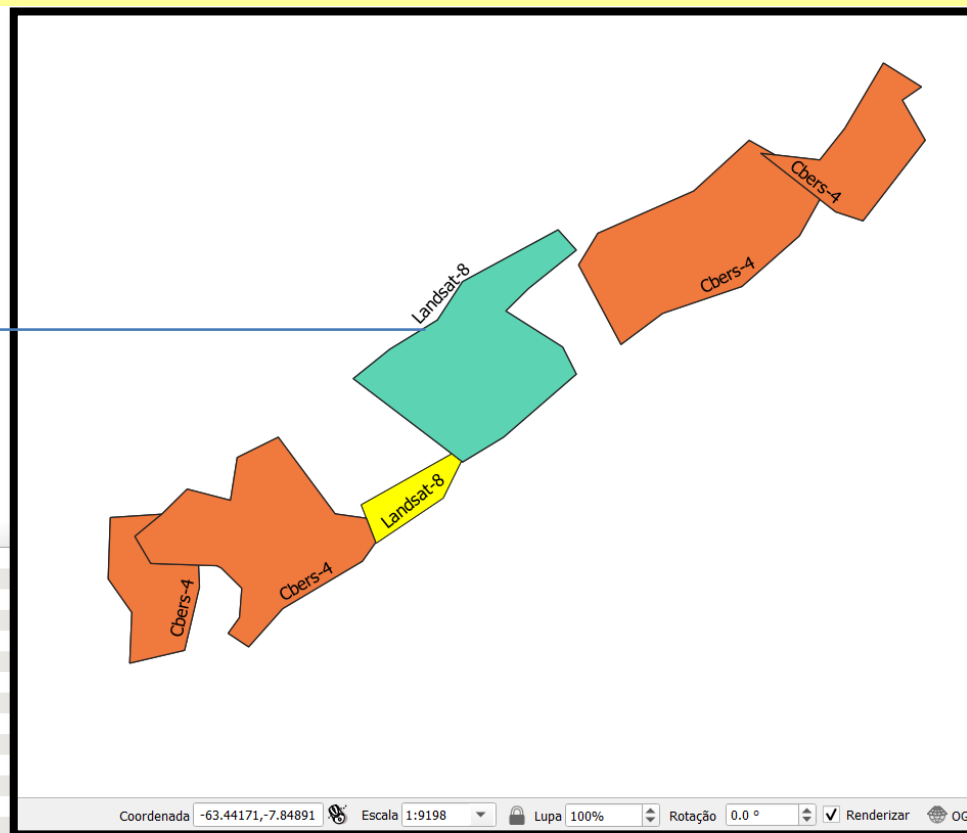 Cbers-4
Cbers-4
Landsat-8
Landsat-8
Cbers-4
Cbers-4
Coordenada -63.44171,-7.84891 Escala 1:9198 Lupa 100% Rotação 0.0 ° Renderizar